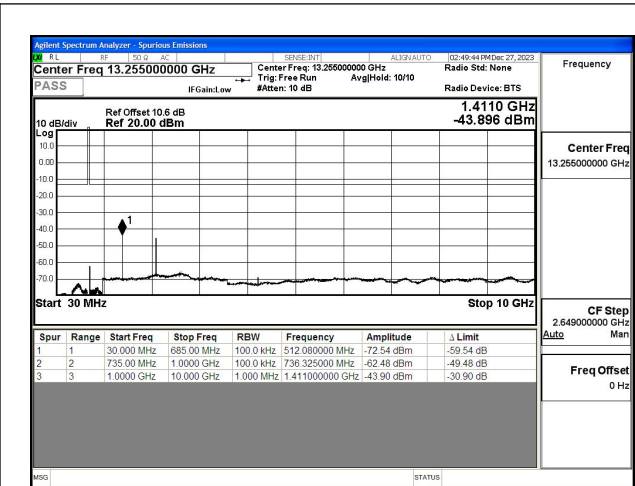 Agilent Spectrum Analyzer - Spurious Emissions
RL RF 50 Ω AC SENSE:INT ALIGN AUTO 02:49:44 PM Dec 27, 2023
Center Freq 13.255000000 GHz Center Freq: 13.255000000 GHz Radio Std: None Frequency
PASS IFGain:Low Trig: Free Run Avg|Hold: 10/10
#Atten: 10 dB Radio Device: BTS
Ref Offset 10.6 dB 1.4110 GHz
10 dB/div Ref 20.00 dBm -43.896 dBm
Log
10.0
0.00
-10.0
-20.0
-30.0
-40.0
-50.0
-60.0
-70.0
1
Start 30 MHz Stop 10 GHz
Center Freq
13.255000000 GHz
CF Step
2.649000000 GHz
Auto Man
Freq Offset
0 Hz
Spur Range Start Freq Stop Freq RBW Frequency Amplitude Δ Limit
1 1 30.000 MHz 685.00 MHz 100.0 kHz 512.080000 MHz -72.54 dBm -59.54 dB
2 2 735.00 MHz 1.0000 GHz 100.0 kHz 736.325000 MHz -62.48 dBm -49.48 dB
3 3 1.0000 GHz 10.000 GHz 1.000 MHz 1.411000000 GHz -43.90 dBm -30.90 dB
MSG STATUS